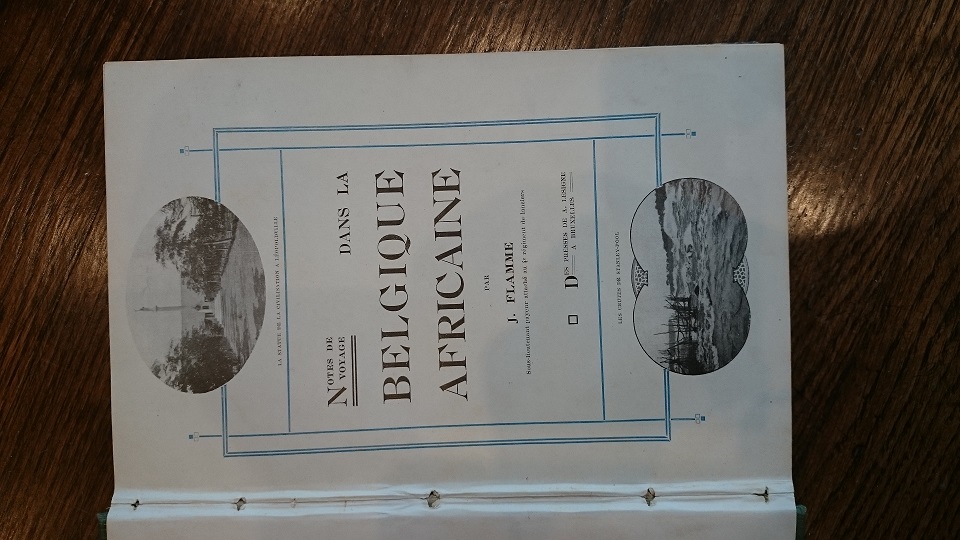 LA STATUE DE LA CIVILISATION A LÉOPOLDVILLE
NOTES DE
VOYAGE DANS LA
BELGIQUE
AFRICAINE
PAR
J. FLAMME
Sous-lieutenant payeur attaché au 4e régiment de lanciers
DES PRESSES DE A. LESIGNE
A BRUXELLES
LES CHUTES DE STANLEY-POOL